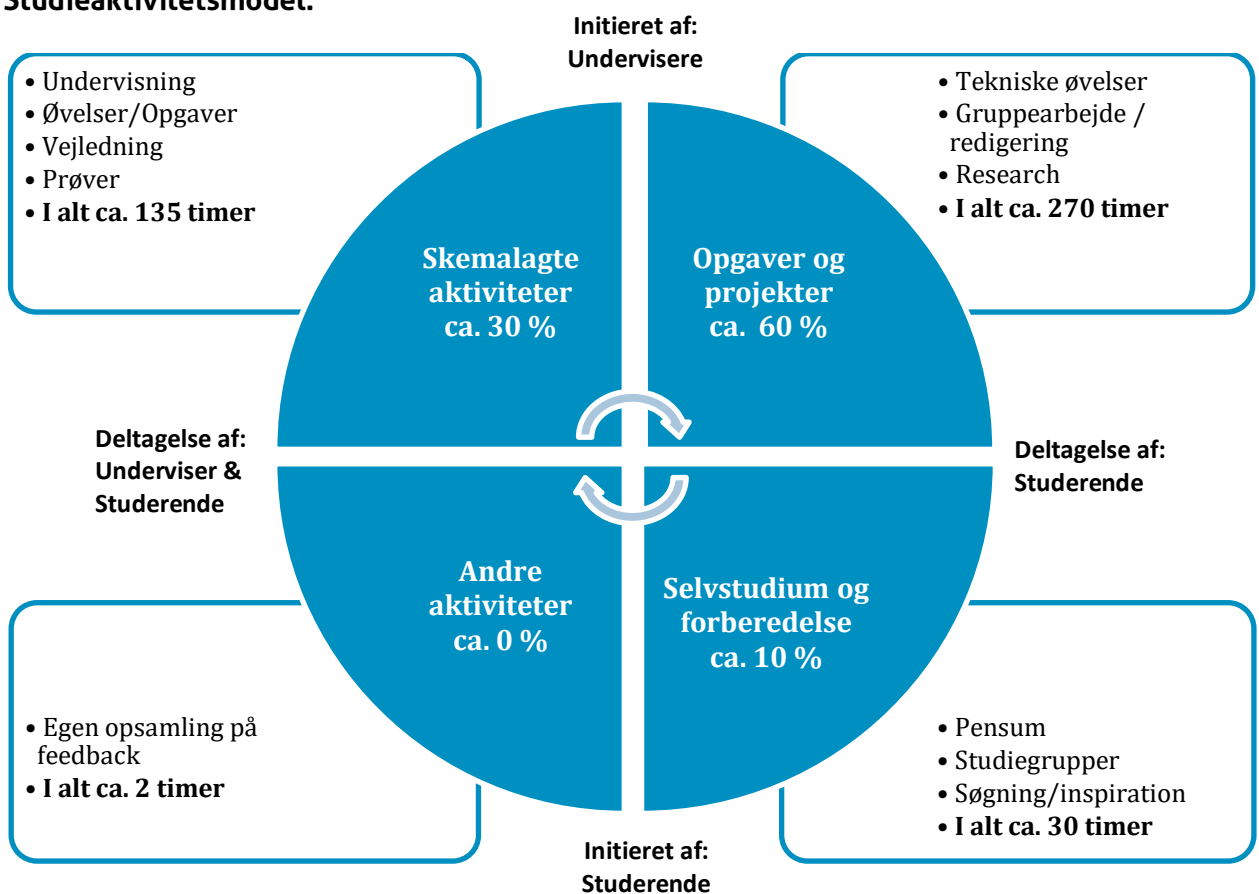 Studieaktivitetsmodel:
Initieret af:
Undervisere
• Undervisning
• Øvelser/Opgaver
• Vejledning
• Prøver
• I alt ca. 135 timer
• Tekniske øvelser
• Gruppearbejde /
redigering
• Research
• I alt ca. 270 timer
Skemalagte
aktiviteter
ca. 30 %
Opgaver og
projekter
ca. 60 %
Deltagelse af:
Underviser &
Studerende
Deltagelse af:
Studerende
Andre
aktiviteter
ca. 0 %
Selvstudium og
forberedelse
ca. 10 %
• Egen opsamling på
feedback
• I alt ca. 2 timer
• Pensum
• Studiegrupper
• Søgning/inspiration
• I alt ca. 30 timer
Initieret af:
Studerende